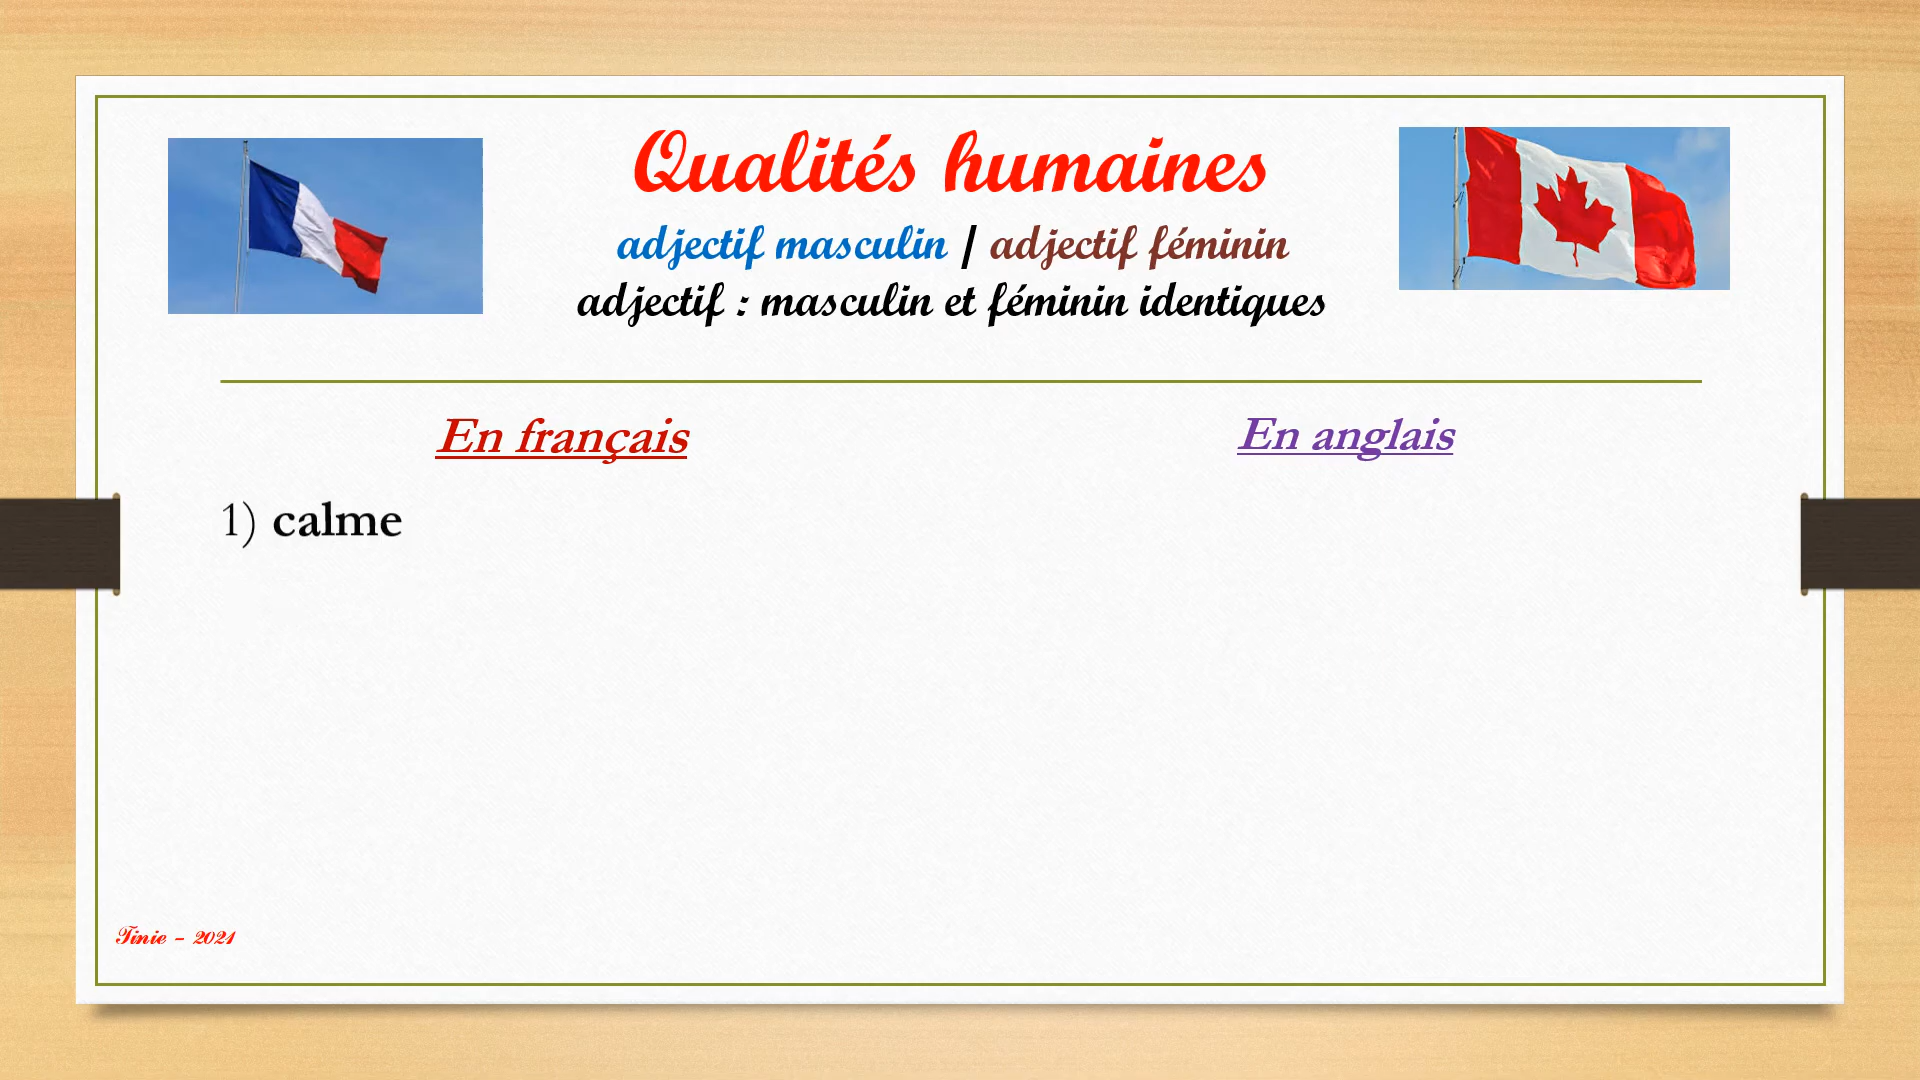 Qualités humaines
adjectif masculin / adjectif féminin
adjectif : masculin et féminin identiques
En français
En anglais
1) calme
Tinie - 2021